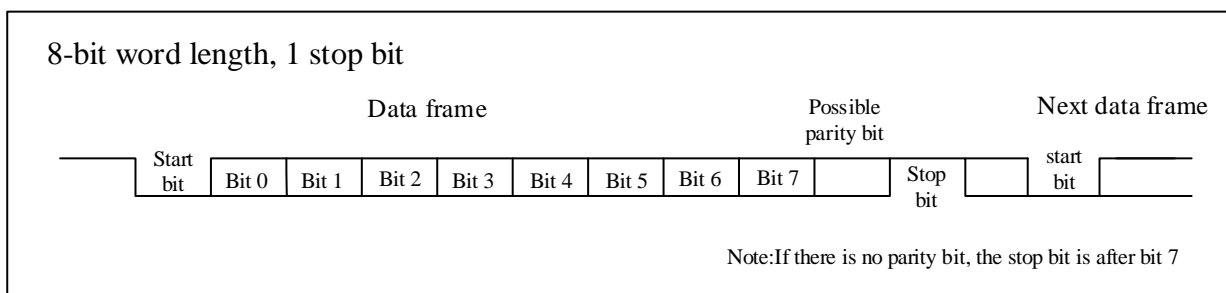 8-bit word length, 1 stop bit
Data frame
Possible
parity bit
Next data frame
Start
bit
Bit 0
Bit 1
Bit 2
Bit 3
Bit 4
Bit 5
Bit 6
Bit 7
Stop
bit
start
bit
Note:If there is no parity bit, the stop bit is after bit 7